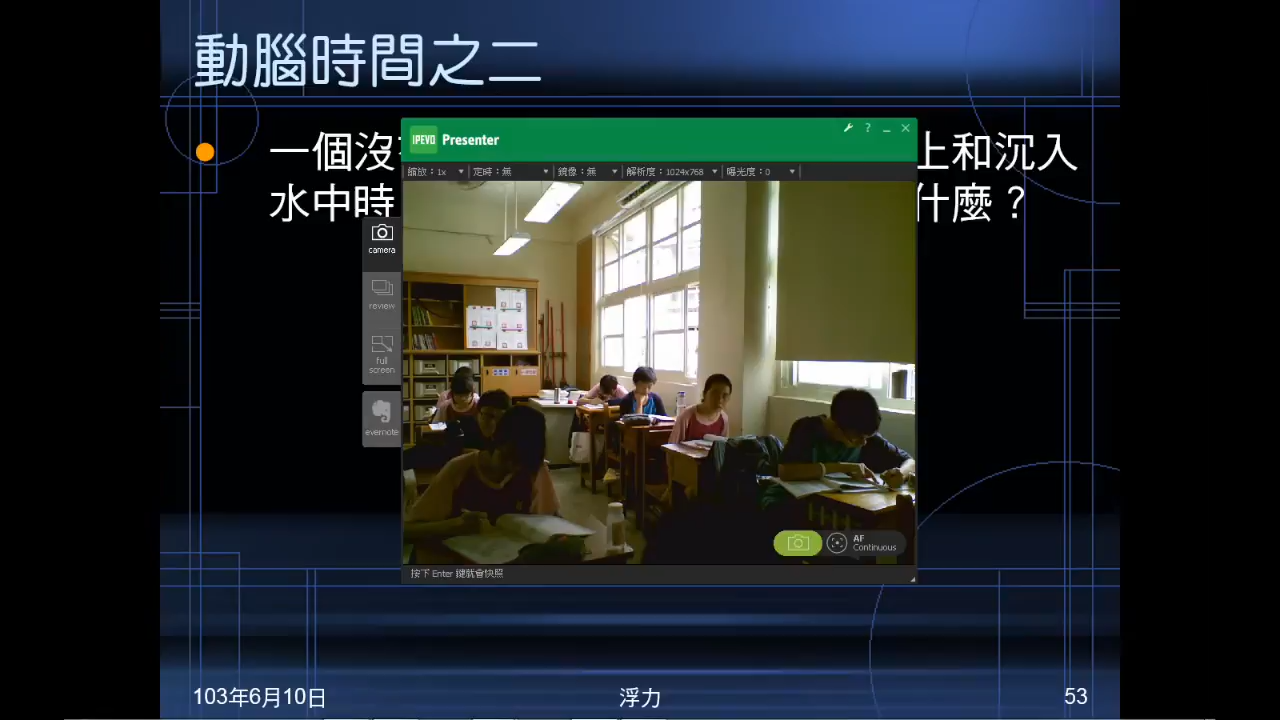 動腦時間之二
一個沒
上和沉入
水中時
什麼？
IPEVO Presenter
縮放：1x
定時：無
鏡像：無
解析度：1024x768
曝光度：0
camera
review
full
screen
evernote
AF
Continuous
按下 Enter 鍵就會快照
103年6月10日
浮力
53